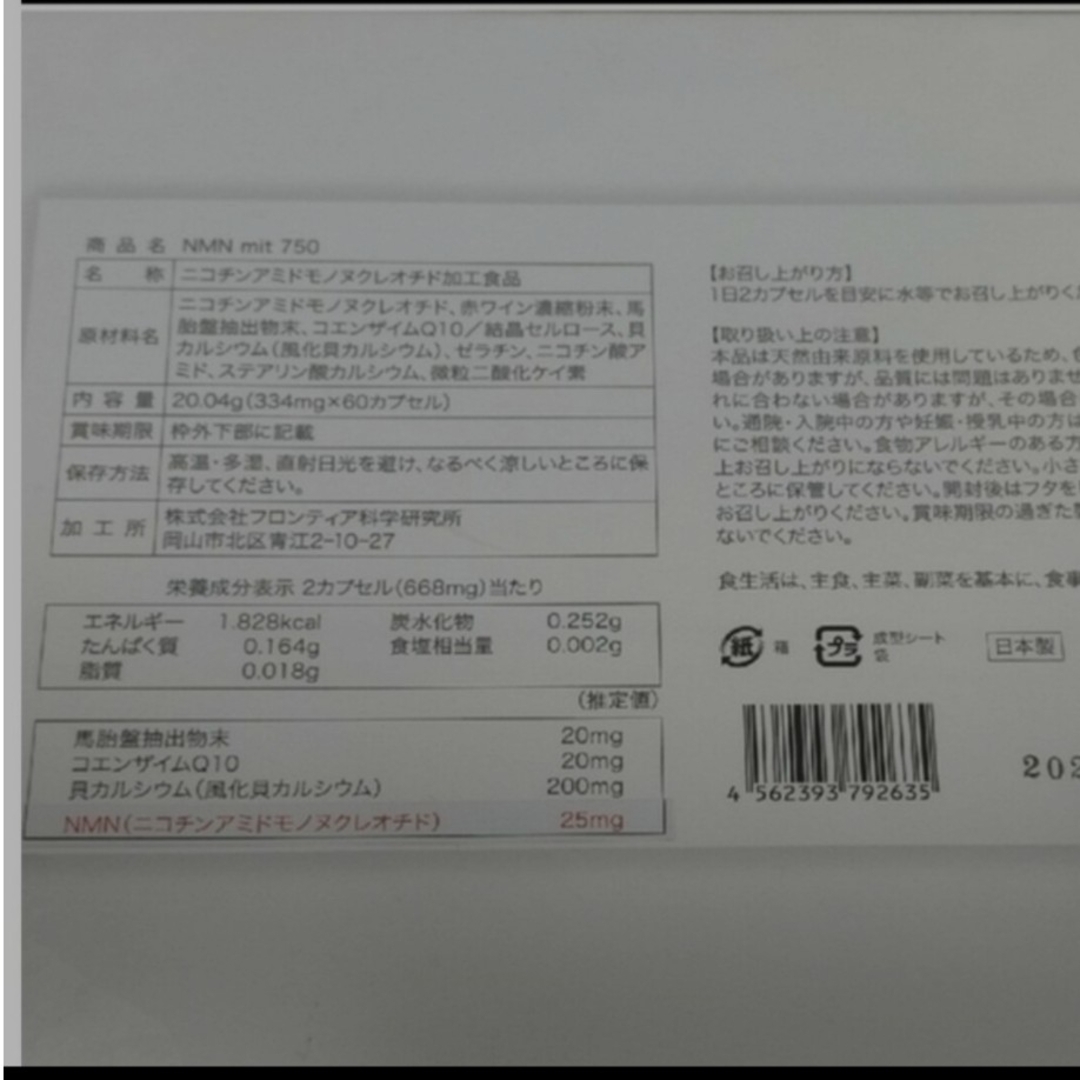 商品名 NMN mit 750
名称 ニコチンアミドモノヌクレオチド加工食品
原材料名 ニコチンアミドモノヌクレオチド、赤ワイン濃縮粉末、馬
胎盤抽出物末、コエンザイムQ10／結晶セルロース、貝
カルシウム（風化貝カルシウム）、ゼラチン、ニコチン酸ア
ミド、ステアリン酸カルシウム、微粒二酸化ケイ素
内容量 20.04g（334mg×60カプセル）
賞味期限 枠外下部に記載
保存方法 高温・多湿、直射日光を避け、なるべく涼しいところに保
存してください。
加工所 株式会社フロンティア科学研究所
岡山市北区青江2-10-27
栄養成分表示 2カプセル（668mg）当たり
エネルギー 1.828kcal 炭水化物 0.252g
たんぱく質 0.164g 食塩相当量 0.002g
脂質 0.018g
（推定値）
馬胎盤抽出物末 20mg
コエンザイムQ10 20mg
貝カルシウム（風化貝カルシウム） 200mg
NMN（ニコチンアミドモノヌクレオチド） 25mg
【お召し上がり方】
1日2カプセルを目安に水等でお召し上がりく
【取り扱い上の注意】
本品は天然由来原料を使用しているため、
場合がありますが、品質には問題はありませ
れに合わない場合がありますが、その場合
い。通院・入院中の方や妊娠・授乳中の方は
にご相談ください。食物アレルギーのある方
上お召し上がりにならないでください。小さ
ところに保管してください。開封後はフタを
お召し上がりください。賞味期限の過ぎた
ないでください。
食生活は、主食、主菜、副菜を基本に、食事
紙 箱 プラ 成型シート
袋
日本製
4 562393 792635
202